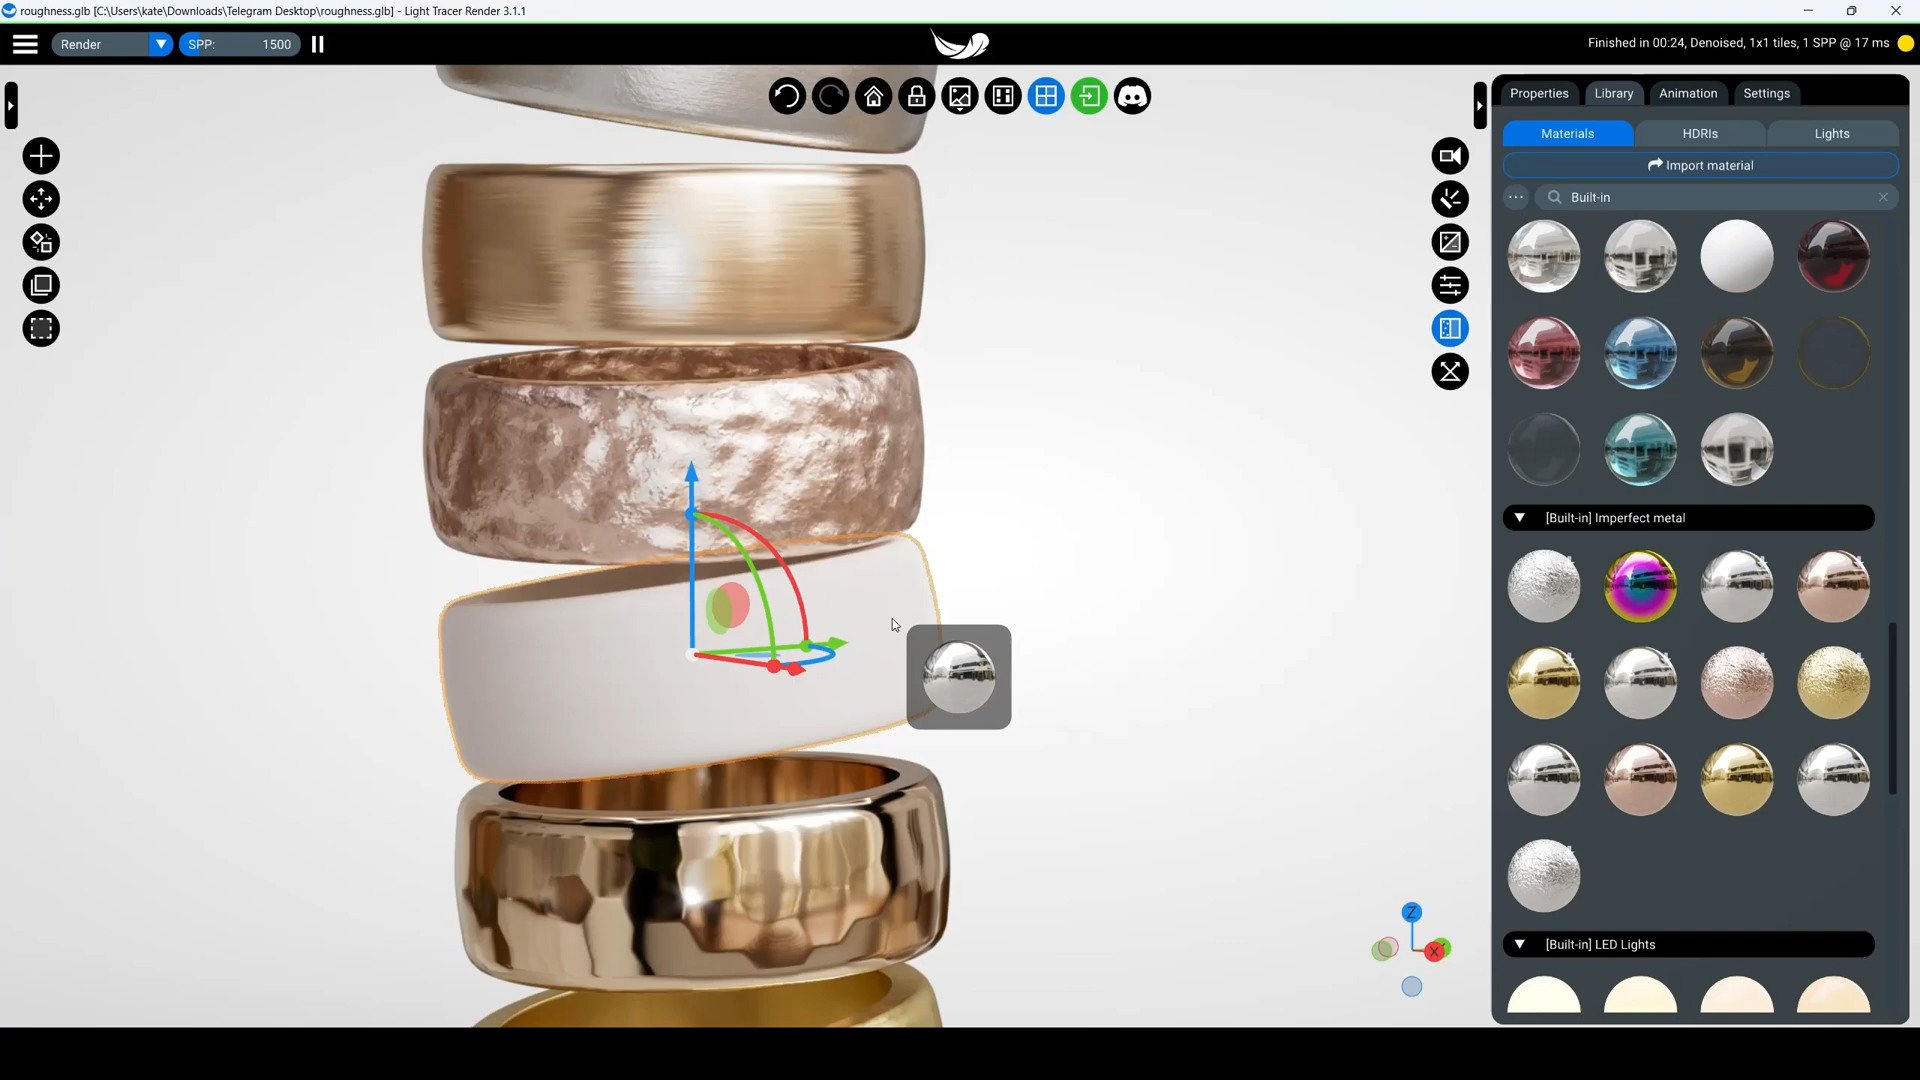 roughness.glb [C:\Users\kate\Downloads\Telegram Desktop\roughness.glb] - Light Tracer Render 3.1.1
Render SPP: 1500 Finished in 00:24, Denoised, 1x1 tiles, 1 SPP @ 17 ms
Properties Library Animation Settings
Materials HDRIs Lights
Import material
Built-in
[Built-in] Imperfect metal
[Built-in] LED Lights
Z
X